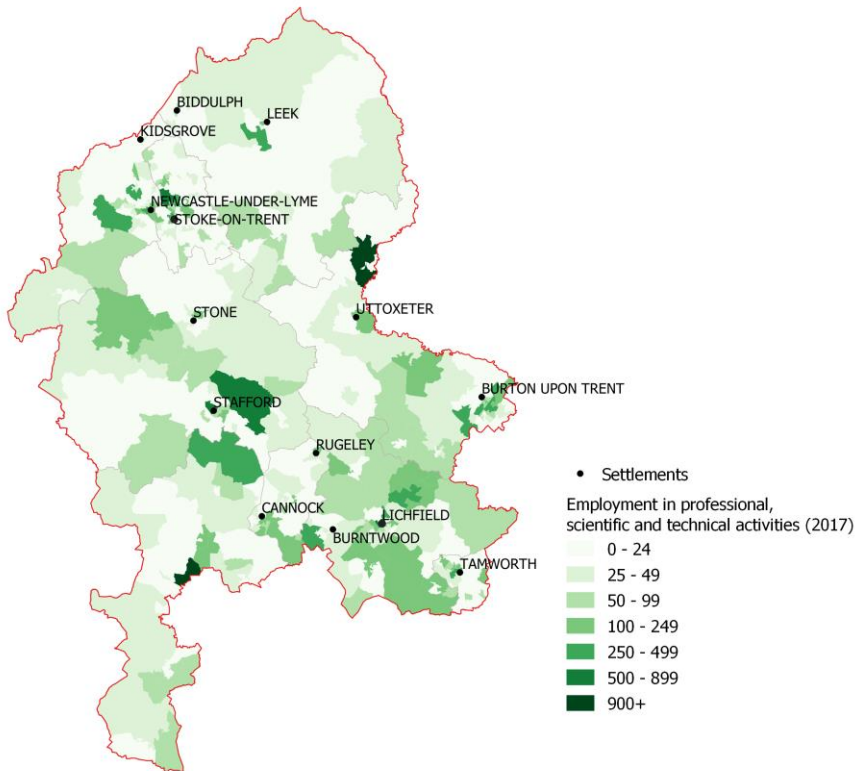 BIDDULPH
LEEK
KIDSGROVE
NEWCASTLE-UNDER-LYME
STOKE-ON-TRENT
STONE
UTTOXETER
BURTON UPON TRENT
STAFFORD
RUGELEY
CANNOCK
LICHFIELD
BURNTWOOD
TAMWORTH
Settlements
Employment in professional,
scientific and technical activities (2017)
0 - 24
25 - 49
50 - 99
100 - 249
250 - 499
500 - 899
900+